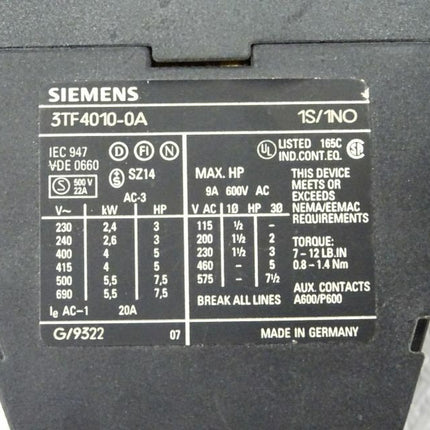 SIEMENS
3TF4010-0A 1S/1NO
IEC 947 D FI N
VDE 0660
S 500 V 22A S SZ14
AC-3
V~ kW HP
230 2,4 3
240 2,6 3
400 4 5
415 4 5
500 5,5 7,5
690 5,5 7,5
Ie AC-1 20A
UL LISTED 165C
IND.CONT.EQ.
MAX. HP
9A 600V AC
V AC 1Ø HP 3Ø
115 1½ –
200 1½ 2
230 1½ 3
460 – 5
575 – 7½
BREAK ALL LINES
THIS DEVICE
MEETS OR
EXCEEDS
NEMA/EEMAC
REQUIREMENTS
TORQUE:
7 – 12 LB.IN
0.8 – 1.4 Nm
AUX. CONTACTS
A600/P600
G/9322 07 MADE IN GERMANY